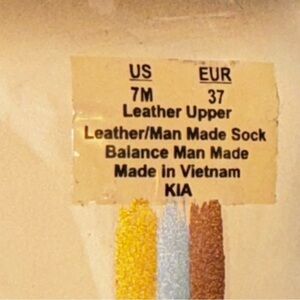 US EUR
7M 37
Leather Upper
Leather/Man Made Sock
Balance Man Made
Made in Vietnam
KIA